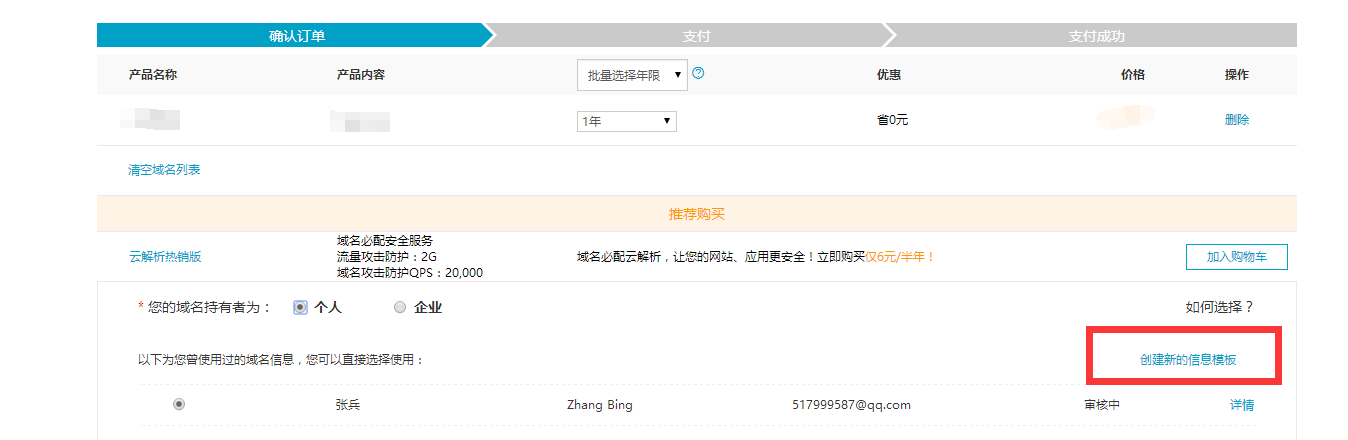 确认订单 支付 支付成功
产品名称 产品内容 批量选择年限 优惠 价格 操作
1年 省0元 删除
清空域名列表
推荐购买
域名必配安全服务
云解析热销版 流量攻击防护：2G 域名必配云解析，让您的网站、应用更安全！立即购买仅6元/半年！ 加入购物车
域名攻击防护QPS：20,000
* 您的域名持有者为： 个人 企业 如何选择？
以下为您曾使用过的域名信息，您可以直接选择使用： 创建新的信息模板
张兵 Zhang Bing 517999587@qq.com 审核中 详情